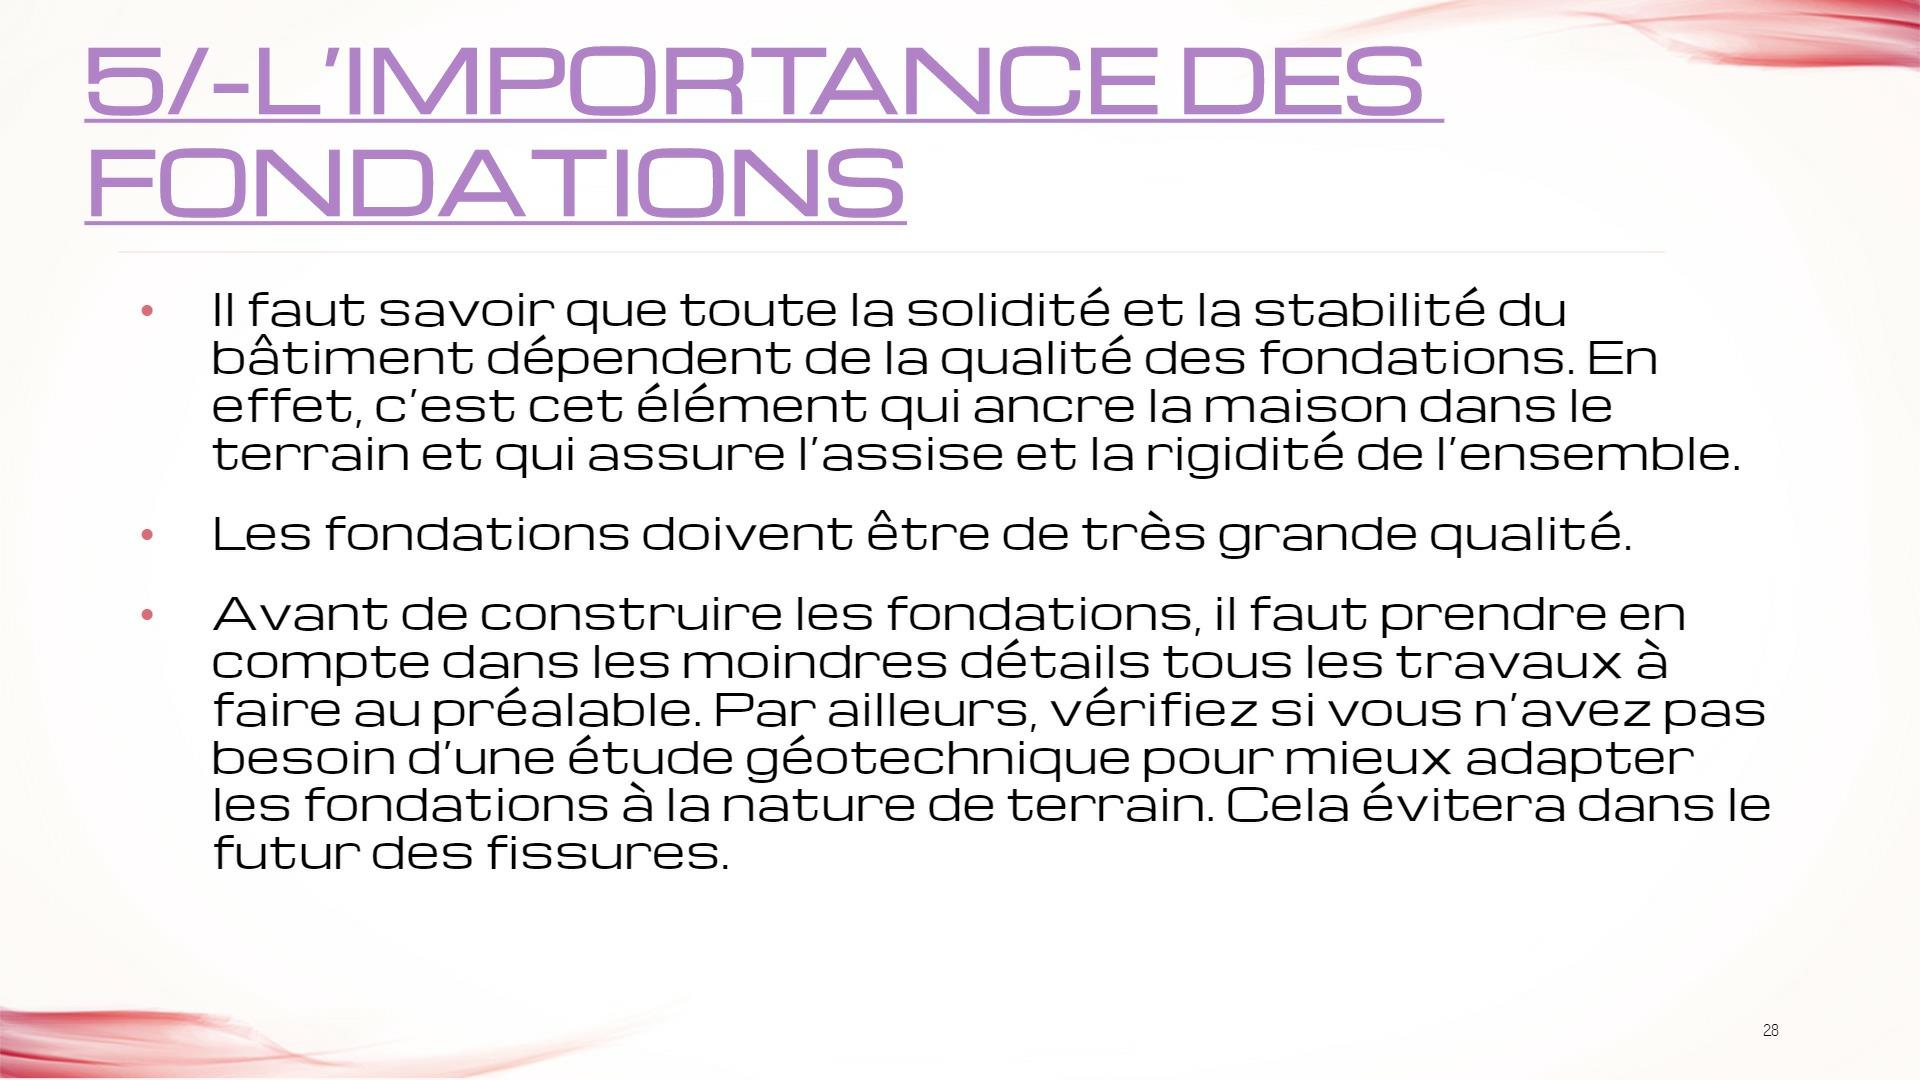 5/-L’IMPORTANCE DES
FONDATIONS
• Il faut savoir que toute la solidité et la stabilité du
bâtiment dépendent de la qualité des fondations. En
effet, c’est cet élément qui ancre la maison dans le
terrain et qui assure l’assise et la rigidité de l’ensemble.
• Les fondations doivent être de très grande qualité.
• Avant de construire les fondations, il faut prendre en
compte dans les moindres détails tous les travaux à
faire au préalable. Par ailleurs, vérifiez si vous n’avez pas
besoin d’une étude géotechnique pour mieux adapter
les fondations à la nature de terrain. Cela évitera dans le
futur des fissures.
28